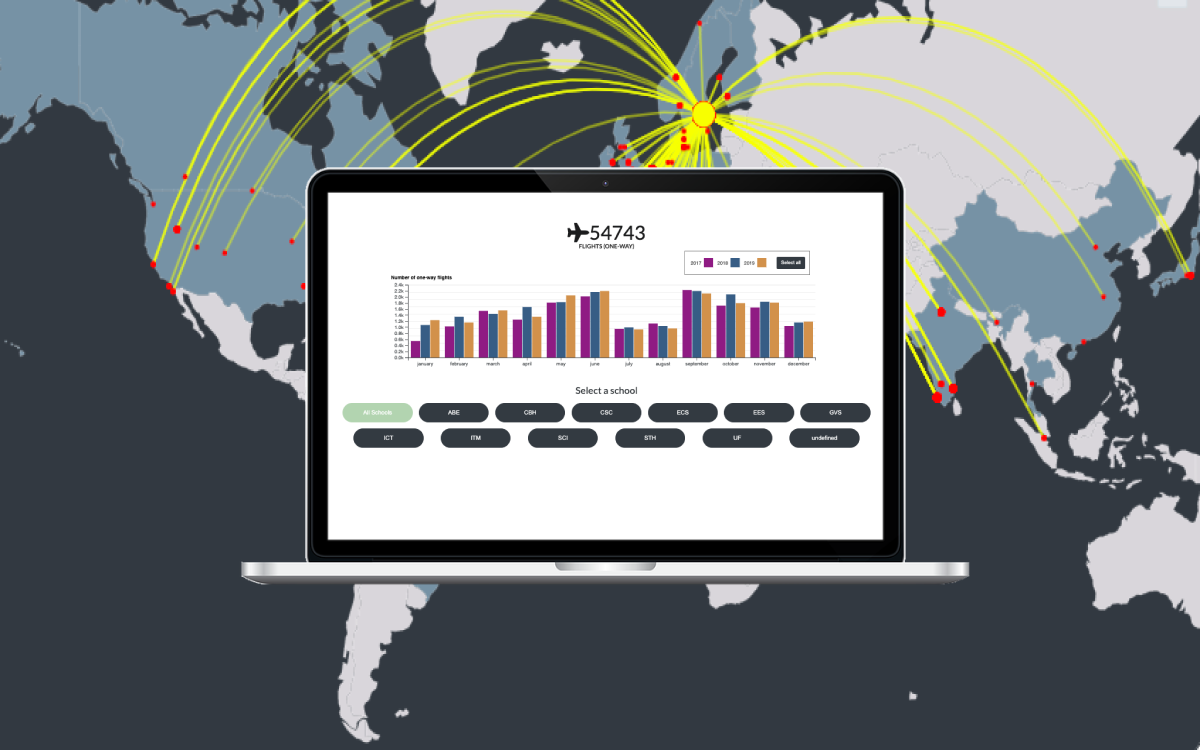 54743
FLIGHTS (ONE-WAY)
2017 2018 2019 Select all
Number of one-way flights
2.4k
2.2k
2.0k
1.8k
1.6k
1.4k
1.2k
1.0k
0.8k
0.6k
0.4k
0.2k
0.0k
january february march april may june july august september october november december
Select a school
All Schools ABE CBH CSC ECS EES GVS
ICT ITM SCI STH UF undefined